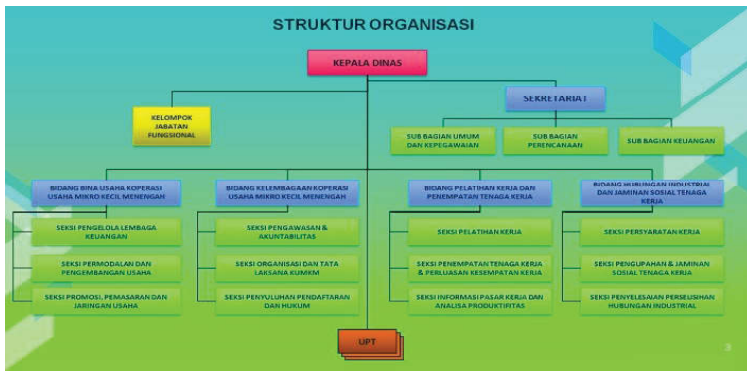 STRUKTUR ORGANISASI
KEPALA DINAS
SEKRETARIAT
KELOMPOK
JABATAN
FUNGSIONAL
SUB BAGIAN UMUM
DAN KEPEGAWAIAN
SUB BAGIAN
PERENCANAAN
SUB BAGIAN KEUANGAN
BIDANG BINA USAHA KOPERASI
USAHA MIKRO KECIL MENENGAH
BIDANG KELEMBAGAAN KOPERASI
USAHA MIKRO KECIL MENENGAH
BIDANG PELATIHAN KERJA DAN
PENEMPATAN TENAGA KERJA
BIDANG HUBUNGAN INDUSTRIAL
DAN JAMINAN SOSIAL TENAGA
KERJA
SEKSI PENGELOLA LEMBAGA
KEUANGAN
SEKSI PENGAWASAN &
AKUNTABILITAS
SEKSI PELATIHAN KERJA
SEKSI PERSYARATAN KERJA
SEKSI PERMODALAN DAN
PENGEMBANGAN USAHA
SEKSI ORGANISASI DAN TATA
LAKSANA KUMKM
SEKSI PENEMPATAN TENAGA KERJA
& PERLUASAN KESEMPATAN KERJA
SEKSI PENGUPAHAN & JAMINAN
SOSIAL TENAGA KERJA
SEKSI PROMOSI, PEMASARAN DAN
JARINGAN USAHA
SEKSI PENYULUHAN PENDAFTARAN
DAN HUKUM
SEKSI INFORMASI PASAR KERJA DAN
ANALISA PRODUKTIFITAS
SEKSI PENYELESAIAN PERSELISIHAN
HUBUNGAN INDUSTRIAL
UPT
3